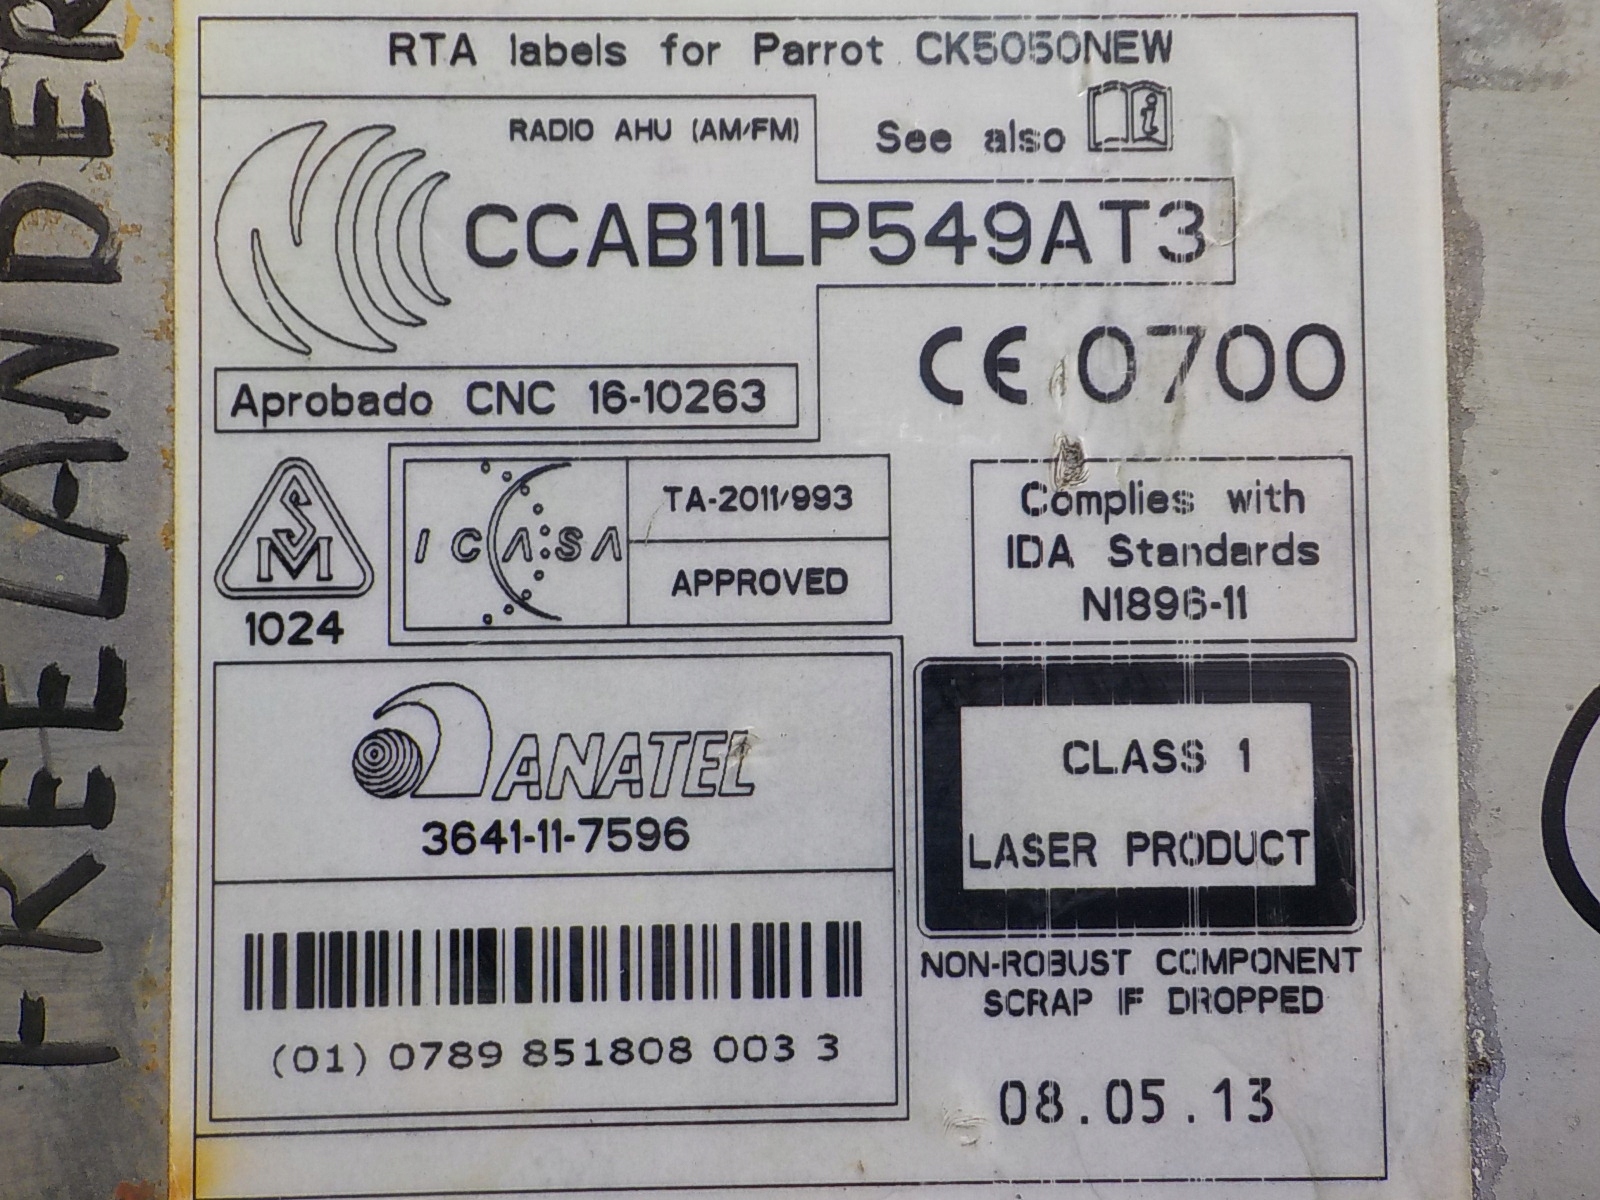 FREELANDER
RTA labels for Parrot CK5050NEW
RADIO AHU (AM/FM)
See also
CCAB11LP549AT3
CE 0700
Aprobado CNC 16-10263
SM
1024
ICASA
TA-2011/993
APPROVED
Complies with
IDA Standards
N1896-11
ANATEL
3641-11-7596
CLASS 1
LASER PRODUCT
(01) 0789 851808 003 3
NON-ROBUST COMPONENT
SCRAP IF DROPPED
08.05.13